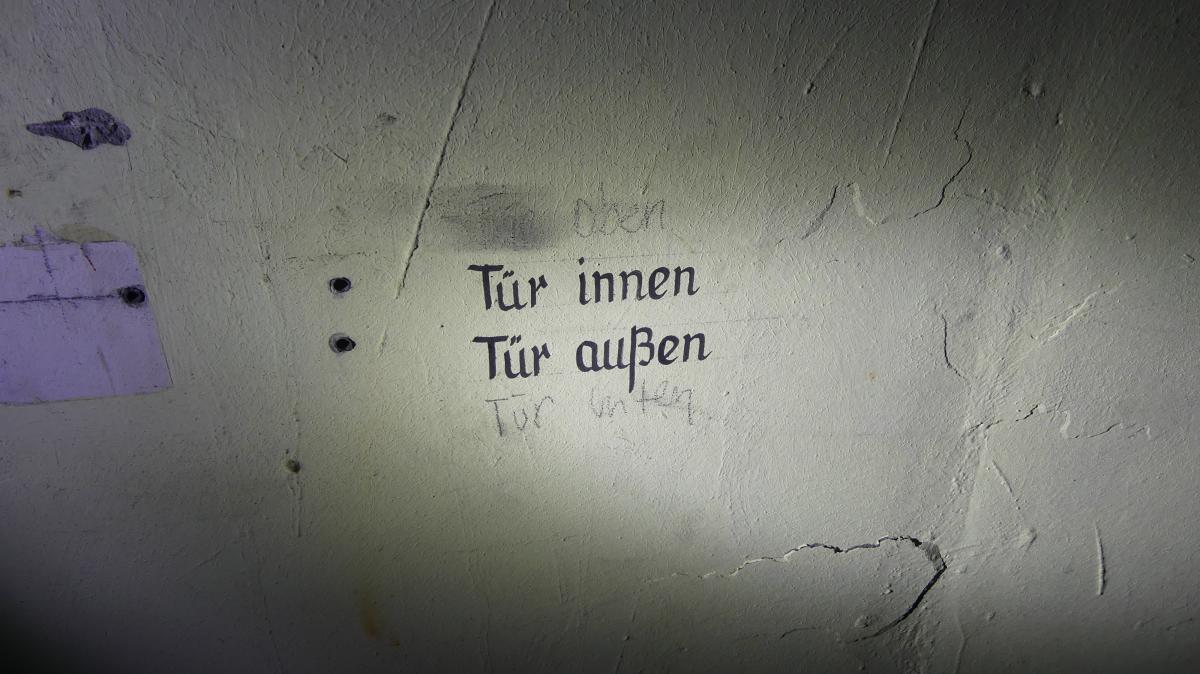 oben
Tür innen
Tür außen
Tür unten